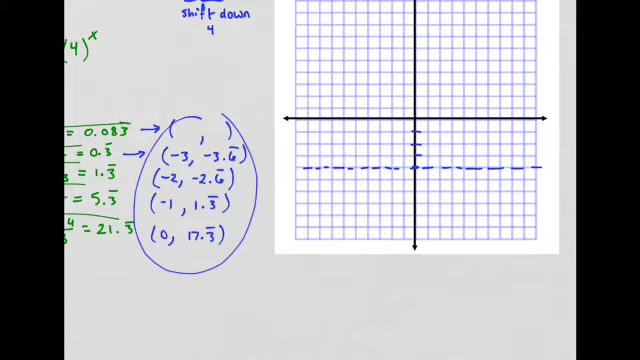 shift down
4
(4)^x
= 0.083̅ → ( , )
= 0.3̅ → (-3, -3.6̅)
= 1.3̅ (-2, -2.6̅)
= 5.3̅ (-1, 1.3̅)
= 21.3̅ (0, 17.3̅)